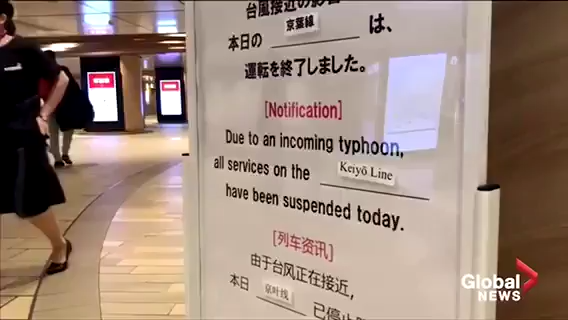 台風接近の影響
京葉線
本日の は、
運転を終了しました。
[Notification]
Due to an incoming typhoon,
all services on the Keiyō Line
have been suspended today.
[列车资讯]
由于台风正在接近,
本日 京叶线 已停止
Global
NEWS